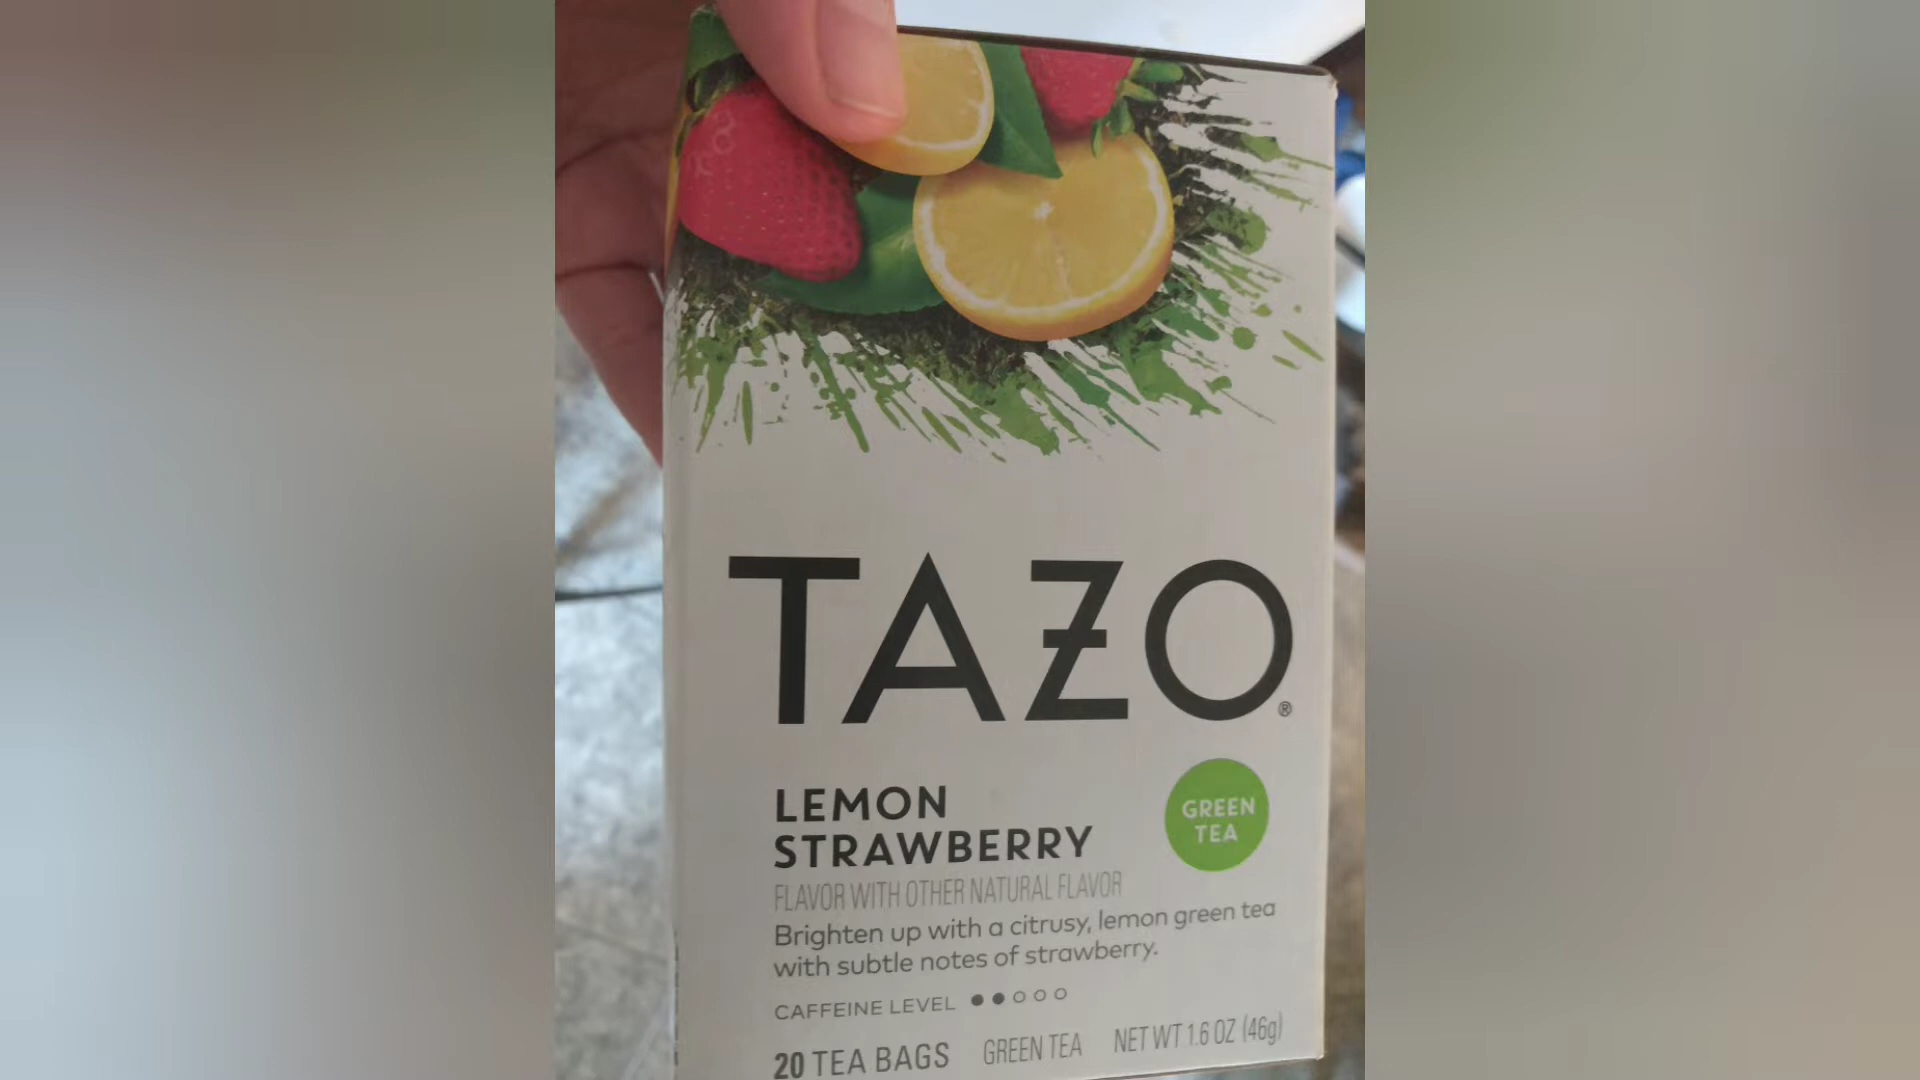 TAZO®
LEMON
STRAWBERRY
GREEN
TEA
FLAVOR WITH OTHER NATURAL FLAVOR
Brighten up with a citrusy, lemon green tea
with subtle notes of strawberry.
CAFFEINE LEVEL
20 TEA BAGS GREEN TEA NET WT 1.6 OZ (46g)